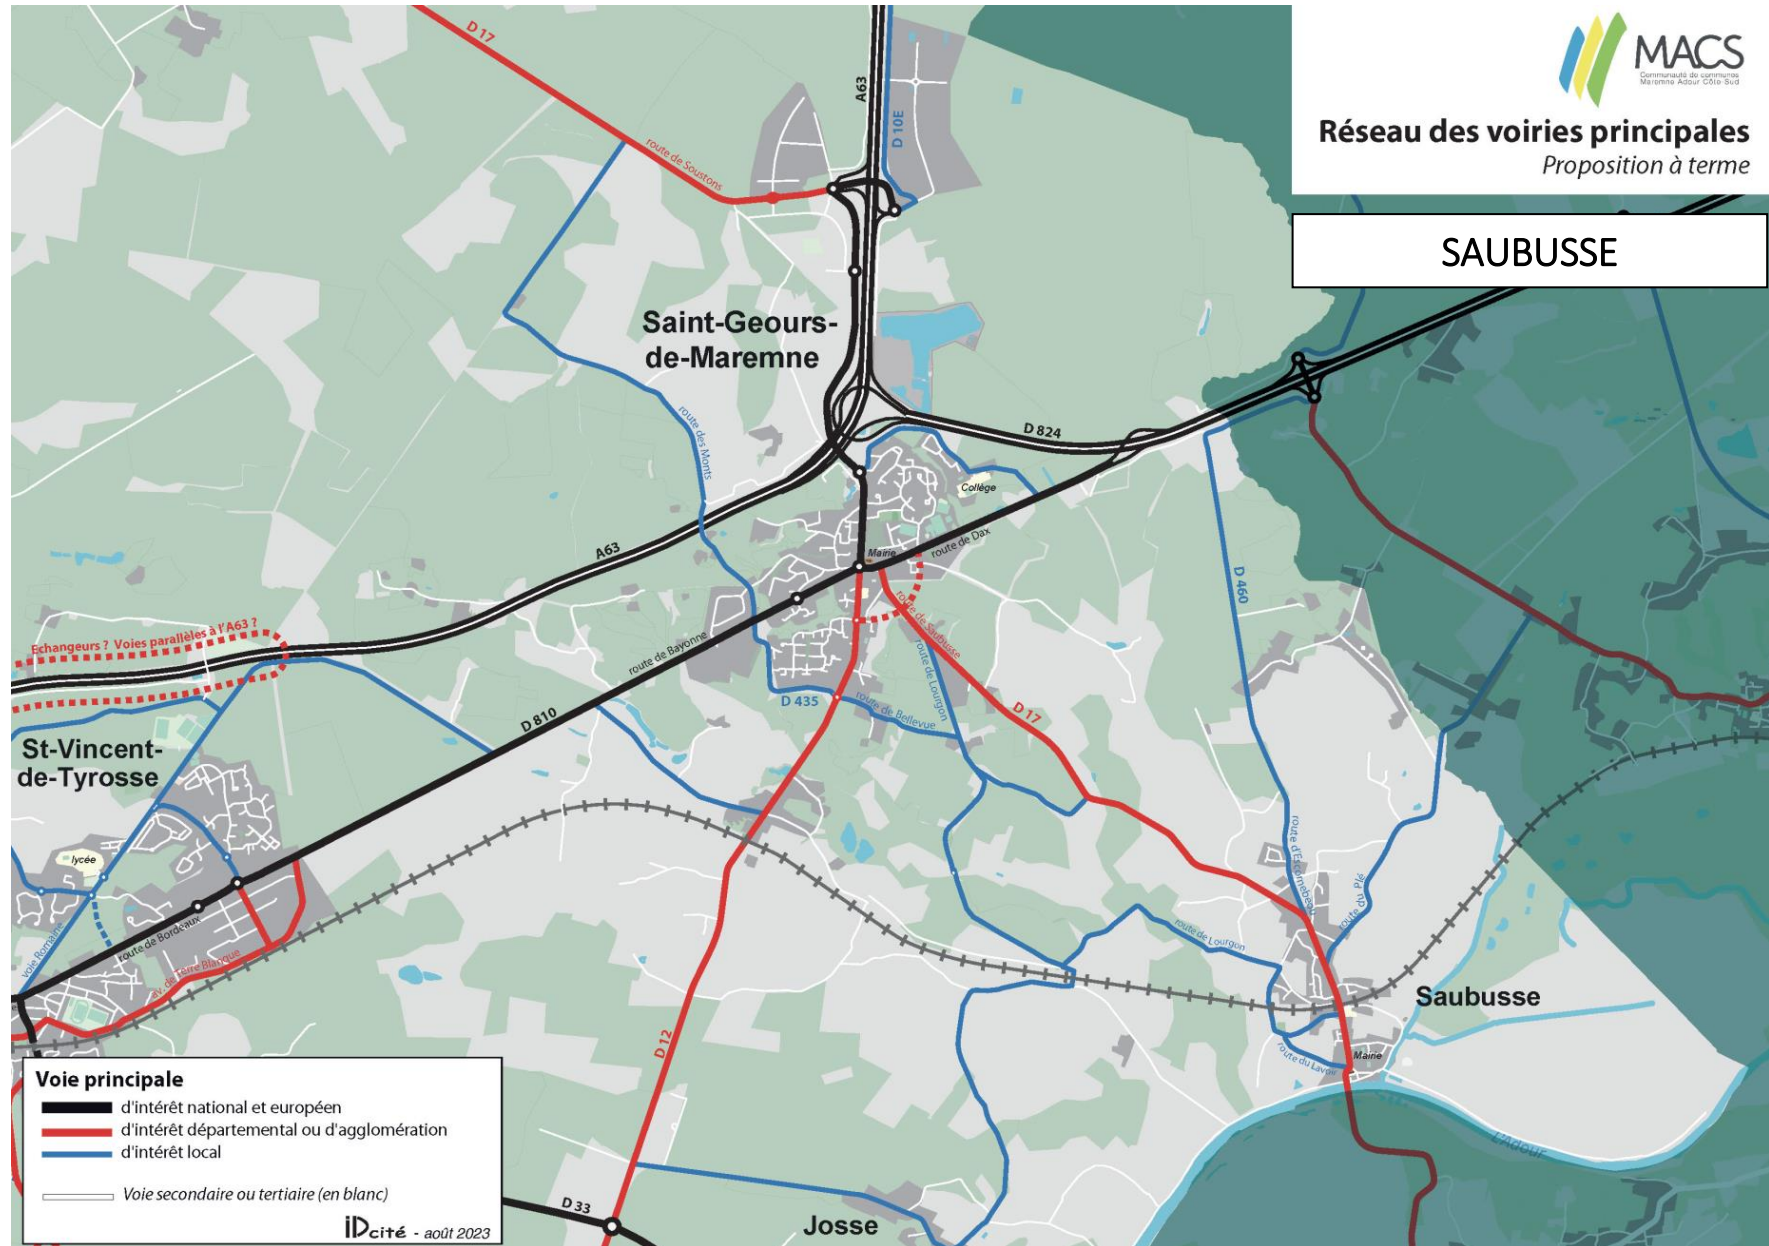 MACS
Communauté de communes
Maremne Adour Côte-Sud
Réseau des voiries principales
Proposition à terme
SAUBUSSE
D 17
A63
D 10E
route de Soustons
Saint-Geours-
de-Maremne
route des Monts
D 824
Collège
A63
Mairie
route de Dax
D 460
Echangeurs ? Voies parallèles à l'A63 ?
route de Saubusse
route de Bayonne
route de Lourgon
D 435
route de Bellevue
D 17
D 810
St-Vincent-
de-Tyrosse
lycée
route d'Escornebeou
route du Plé
route de Bordeaux
voie Romaine
av. de Terre Blanque
route de Lourgon
Saubusse
D 12
Mairie
route du Lavoir
L'Adour
Voie principale
d'intérêt national et européen
d'intérêt départemental ou d'agglomération
d'intérêt local
Voie secondaire ou tertiaire (en blanc)
IDcité - août 2023
D 33
Josse